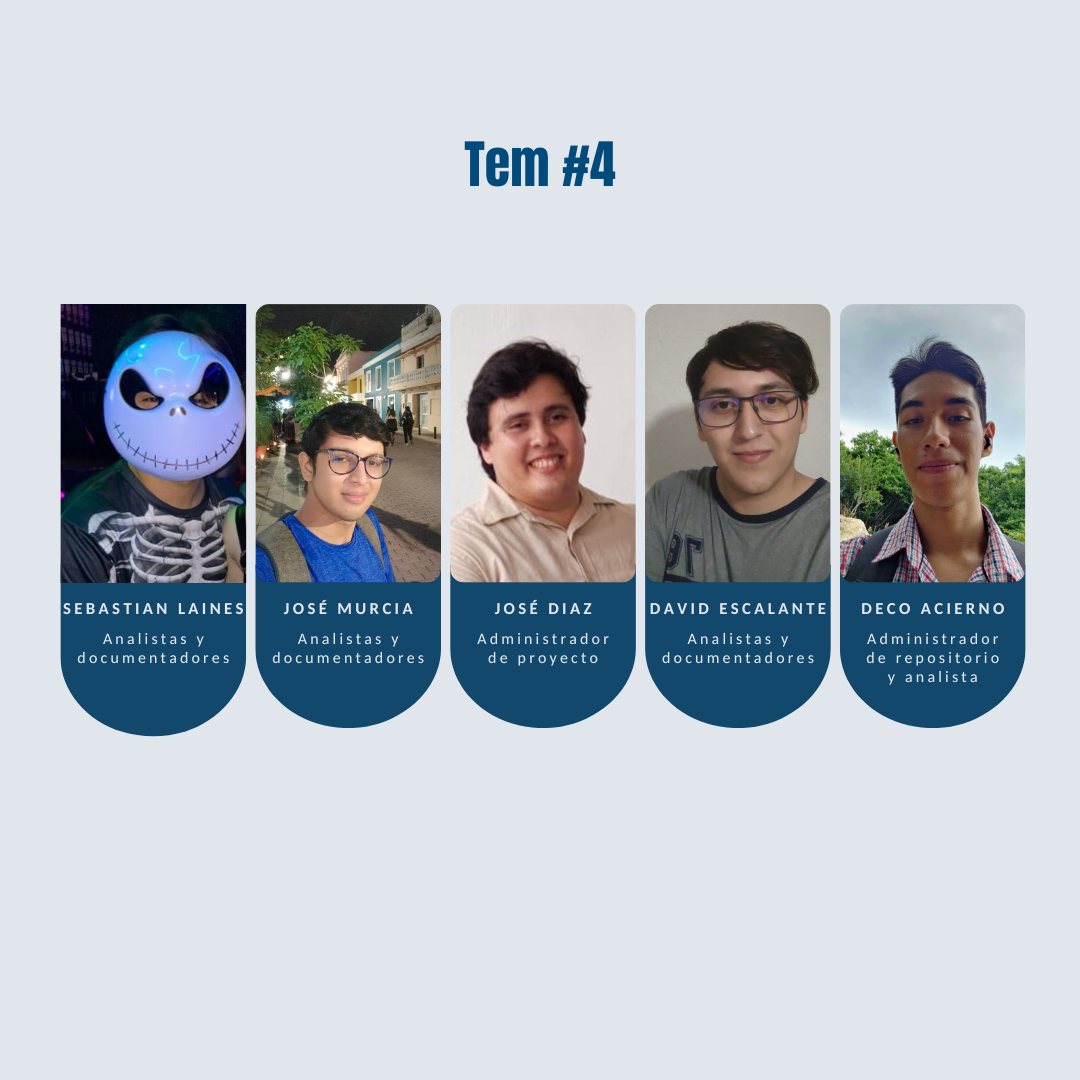 Tem #4
SEBASTIAN LAINES
Analistas y
documentadores
JOSÉ MURCIA
Analistas y
documentadores
JOSÉ DIAZ
Administrador
de proyecto
DAVID ESCALANTE
Analistas y
documentadores
DECO ACIERNO
Administrador
de repositorio
y analista